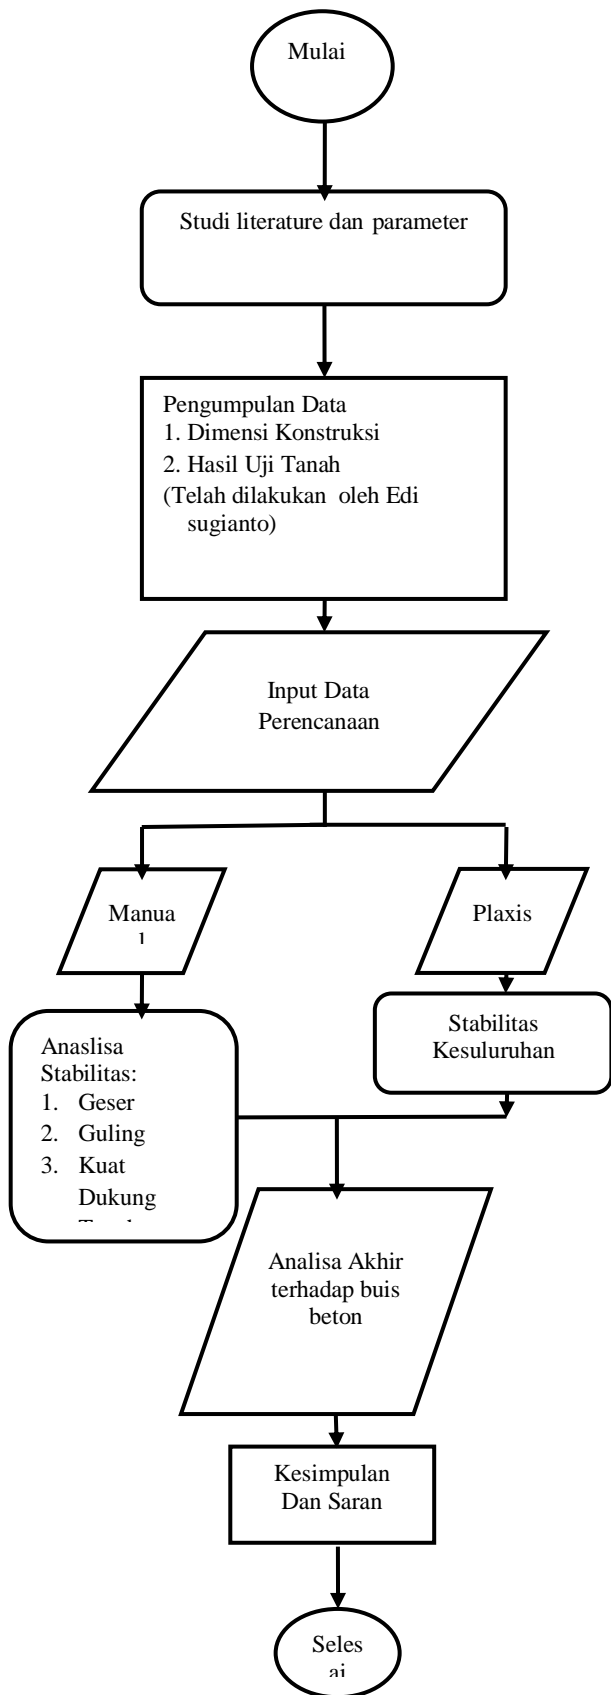 Mulai
Studi literature dan parameter
Pengumpulan Data
1. Dimensi Konstruksi
2. Hasil Uji Tanah
(Telah dilakukan oleh Edi
sugianto)
Input Data
Perencanaan
Manua
l
Plaxis
Anaslisa
Stabilitas:
1. Geser
2. Guling
3. Kuat
Dukung
Stabilitas
Kesuluruhan
Analisa Akhir
terhadap buis
beton
Kesimpulan
Dan Saran
Seles
ai